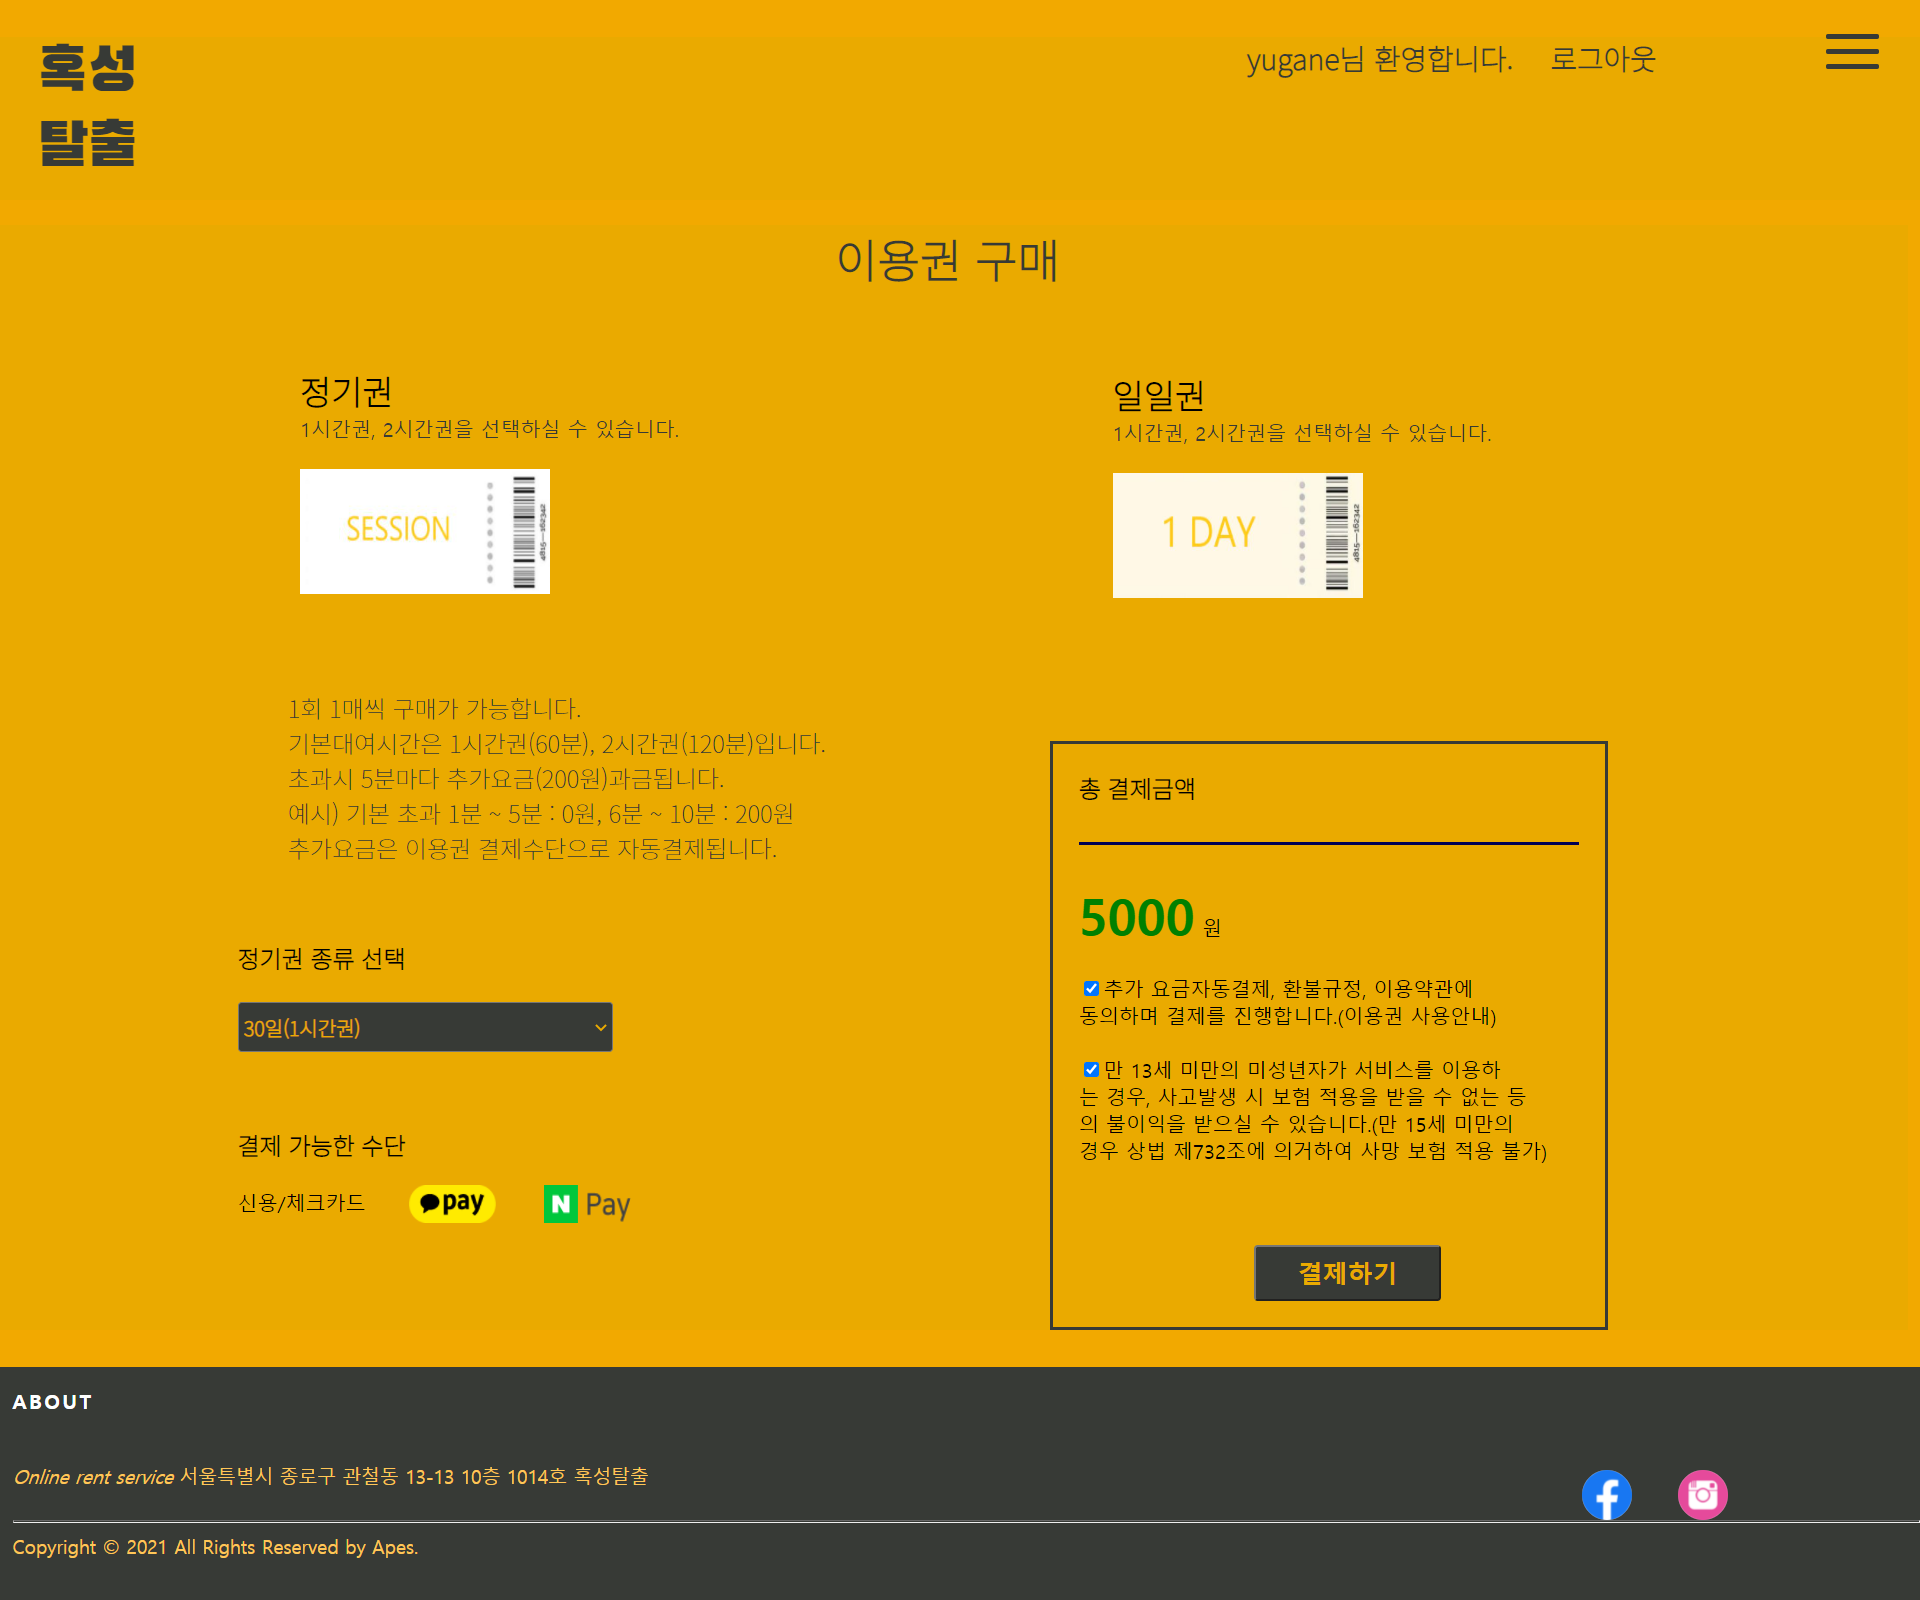 혹성
탈출
yugane님 환영합니다. 로그아웃
이용권 구매
정기권
1시간권, 2시간권을 선택하실 수 있습니다.
SESSION
4815—162342
일일권
1시간권, 2시간권을 선택하실 수 있습니다.
1 DAY
4815—162342
1회 1매씩 구매가 가능합니다.
기본대여시간은 1시간권(60분), 2시간권(120분)입니다.
초과시 5분마다 추가요금(200원)과금됩니다.
예시) 기본 초과 1분 ~ 5분 : 0원, 6분 ~ 10분 : 200원
추가요금은 이용권 결제수단으로 자동결제됩니다.
정기권 종류 선택
30일(1시간권)
결제 가능한 수단
신용/체크카드 pay N Pay
총 결제금액
5000 원
추가 요금자동결제, 환불규정, 이용약관에
동의하며 결제를 진행합니다.(이용권 사용안내)
만 13세 미만의 미성년자가 서비스를 이용하
는 경우, 사고발생 시 보험 적용을 받을 수 없는 등
의 불이익을 받으실 수 있습니다.(만 15세 미만의
경우 상법 제732조에 의거하여 사망 보험 적용 불가)
결제하기
ABOUT
Online rent service 서울특별시 종로구 관철동 13-13 10층 1014호 혹성탈출
Copyright © 2021 All Rights Reserved by Apes.